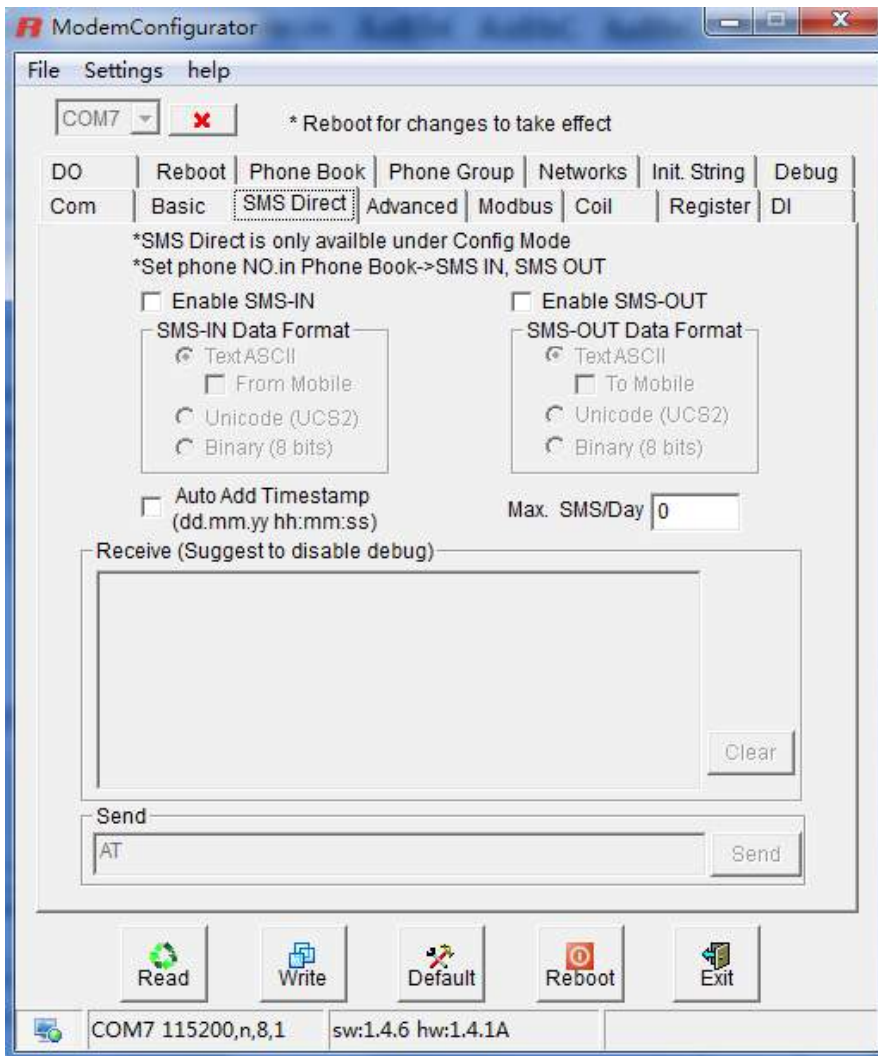 ModemConfigurator
File Settings help
COM7 * Reboot for changes to take effect
DO Reboot Phone Book Phone Group Networks Init. String Debug
Com Basic SMS Direct Advanced Modbus Coil Register DI
*SMS Direct is only availble under Config Mode
*Set phone NO.in Phone Book->SMS IN, SMS OUT
Enable SMS-IN Enable SMS-OUT
SMS-IN Data Format SMS-OUT Data Format
Text ASCII Text ASCII
From Mobile To Mobile
Unicode (UCS2) Unicode (UCS2)
Binary (8 bits) Binary (8 bits)
Auto Add Timestamp
(dd.mm.yy hh:mm:ss) Max. SMS/Day 0
Receive (Suggest to disable debug)
Clear
Send
AT Send
Read Write Default Reboot Exit
COM7 115200,n,8,1 sw:1.4.6 hw:1.4.1A